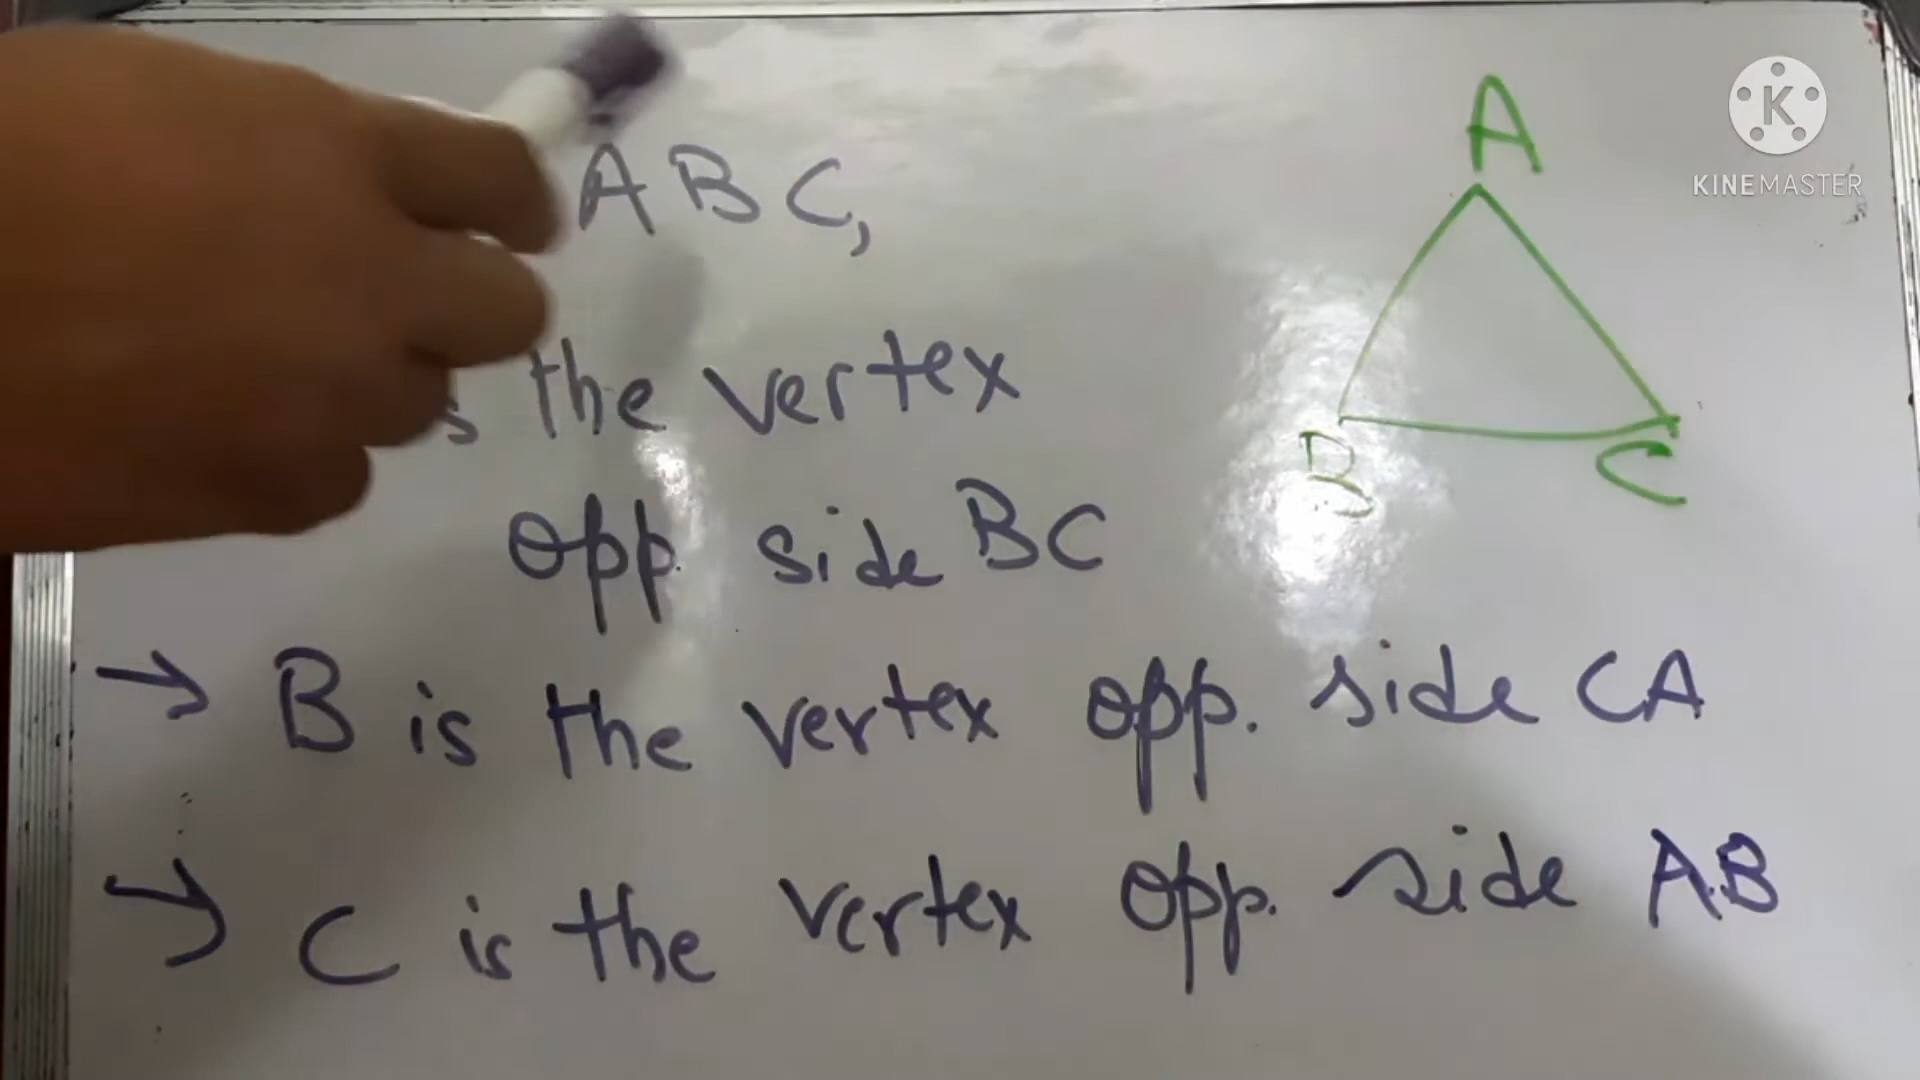 ABC,
the vertex
opp. side BC
→ B is the vertex opp. side CA
→ C is the vertex opp. side AB
A
B
C
K
KINEMASTER